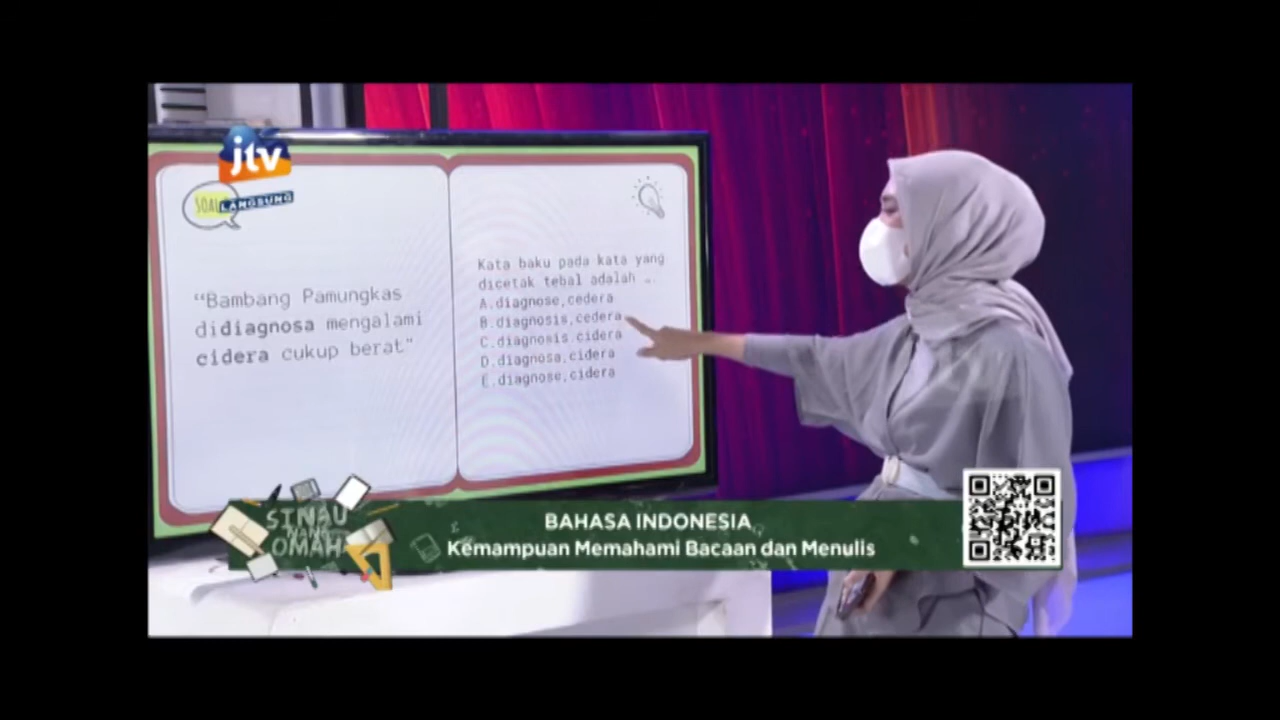 jtv
SOAL
LANGSUNG
"Bambang Pamungkas
didiagnosa mengalami
cidera cukup berat"
Kata baku pada kata yang
dicetak tebal adalah …
A.diagnose,cedera
B.diagnosis,cedera
C.diagnosis.cidera
D.diagnosa,cidera
E.diagnose,cidera
SINAU
NANG
OMAH
BAHASA INDONESIA
Kemampuan Memahami Bacaan dan Menulis